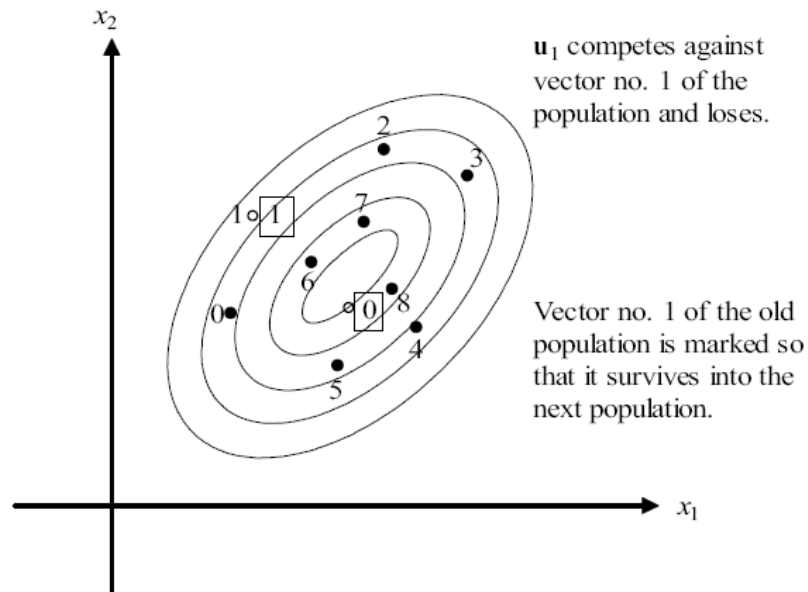 x2
u1 competes against
vector no. 1 of the
population and loses.
2
3
1 1
7
6
0
0 8
4
5
Vector no. 1 of the old
population is marked so
that it survives into the
next population.
x1